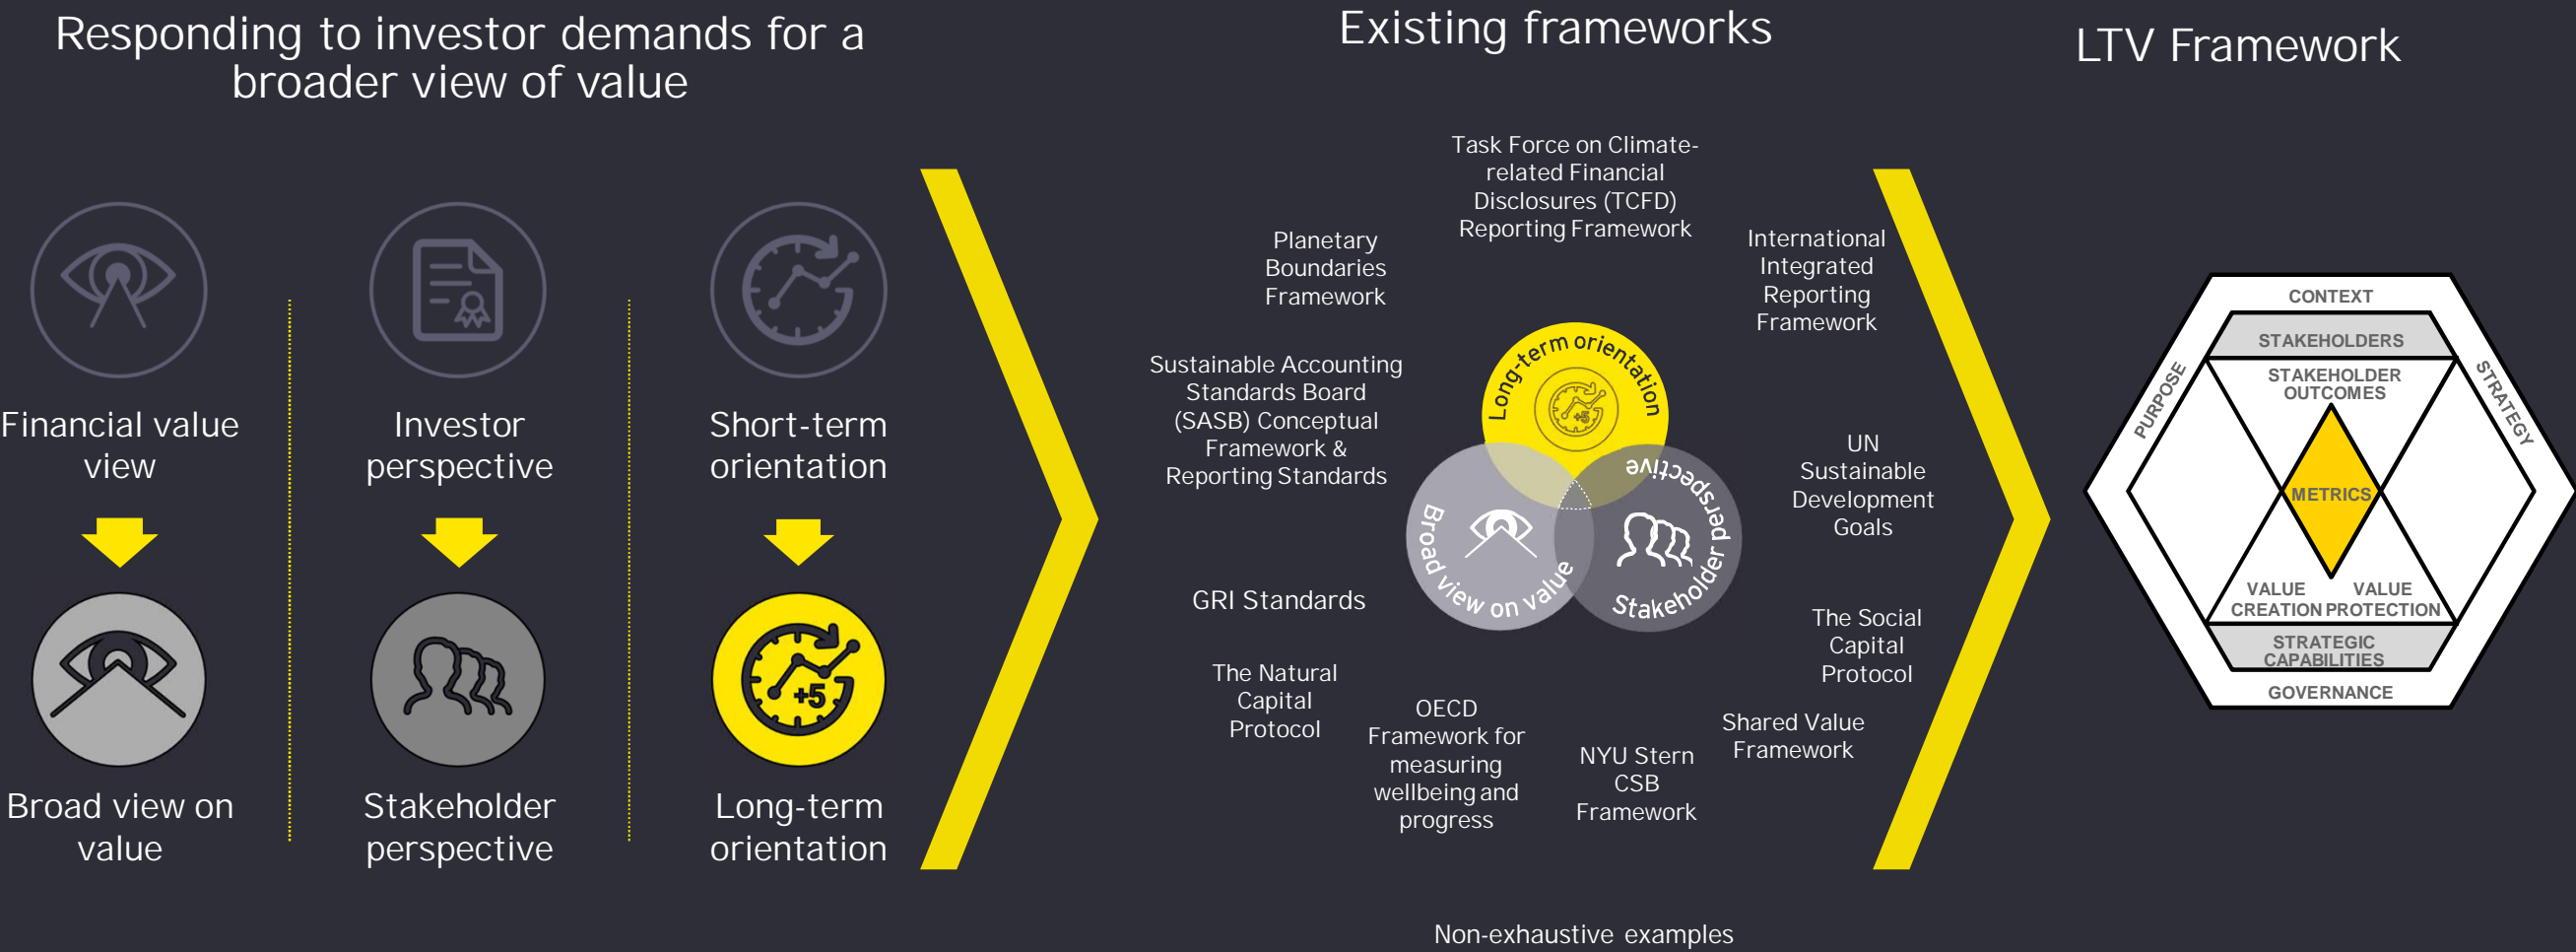 Responding to investor demands for a
broader view of value
Financial value
view
Investor
perspective
Short-term
orientation
Broad view on
value
Stakeholder
perspective
+5
Long-term
orientation
Existing frameworks
Task Force on Climate-
related Financial
Disclosures (TCFD)
Reporting Framework
Planetary
Boundaries
Framework
International
Integrated
Reporting
Framework
Sustainable Accounting
Standards Board
(SASB) Conceptual
Framework &
Reporting Standards
Long-term orientation
+5
Broad view on value
Stakeholder perspective
UN
Sustainable
Development
Goals
GRI Standards
The Social
Capital
Protocol
The Natural
Capital
Protocol
OECD
Framework for
measuring
wellbeing and
progress
NYU Stern
CSB
Framework
Shared Value
Framework
Non-exhaustive examples
LTV Framework
CONTEXT
STAKEHOLDERS
PURPOSE
STRATEGY
STAKEHOLDER
OUTCOMES
METRICS
VALUE
CREATION
VALUE
PROTECTION
STRATEGIC
CAPABILITIES
GOVERNANCE